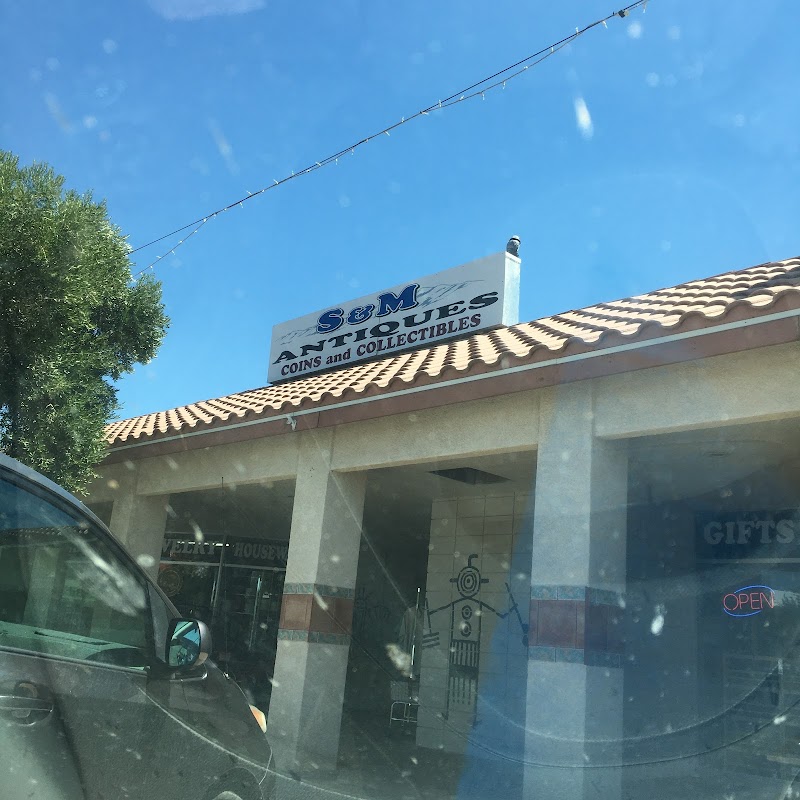 S&M
ANTIQUES
COINS and COLLECTIBLES
GIFTS
OPEN